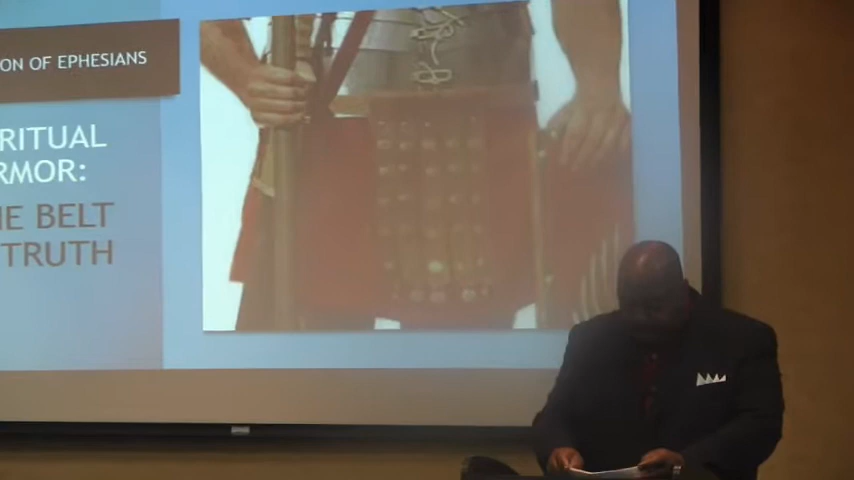 ON OF EPHESIANS
RITUAL
RMOR:
E BELT
TRUTH